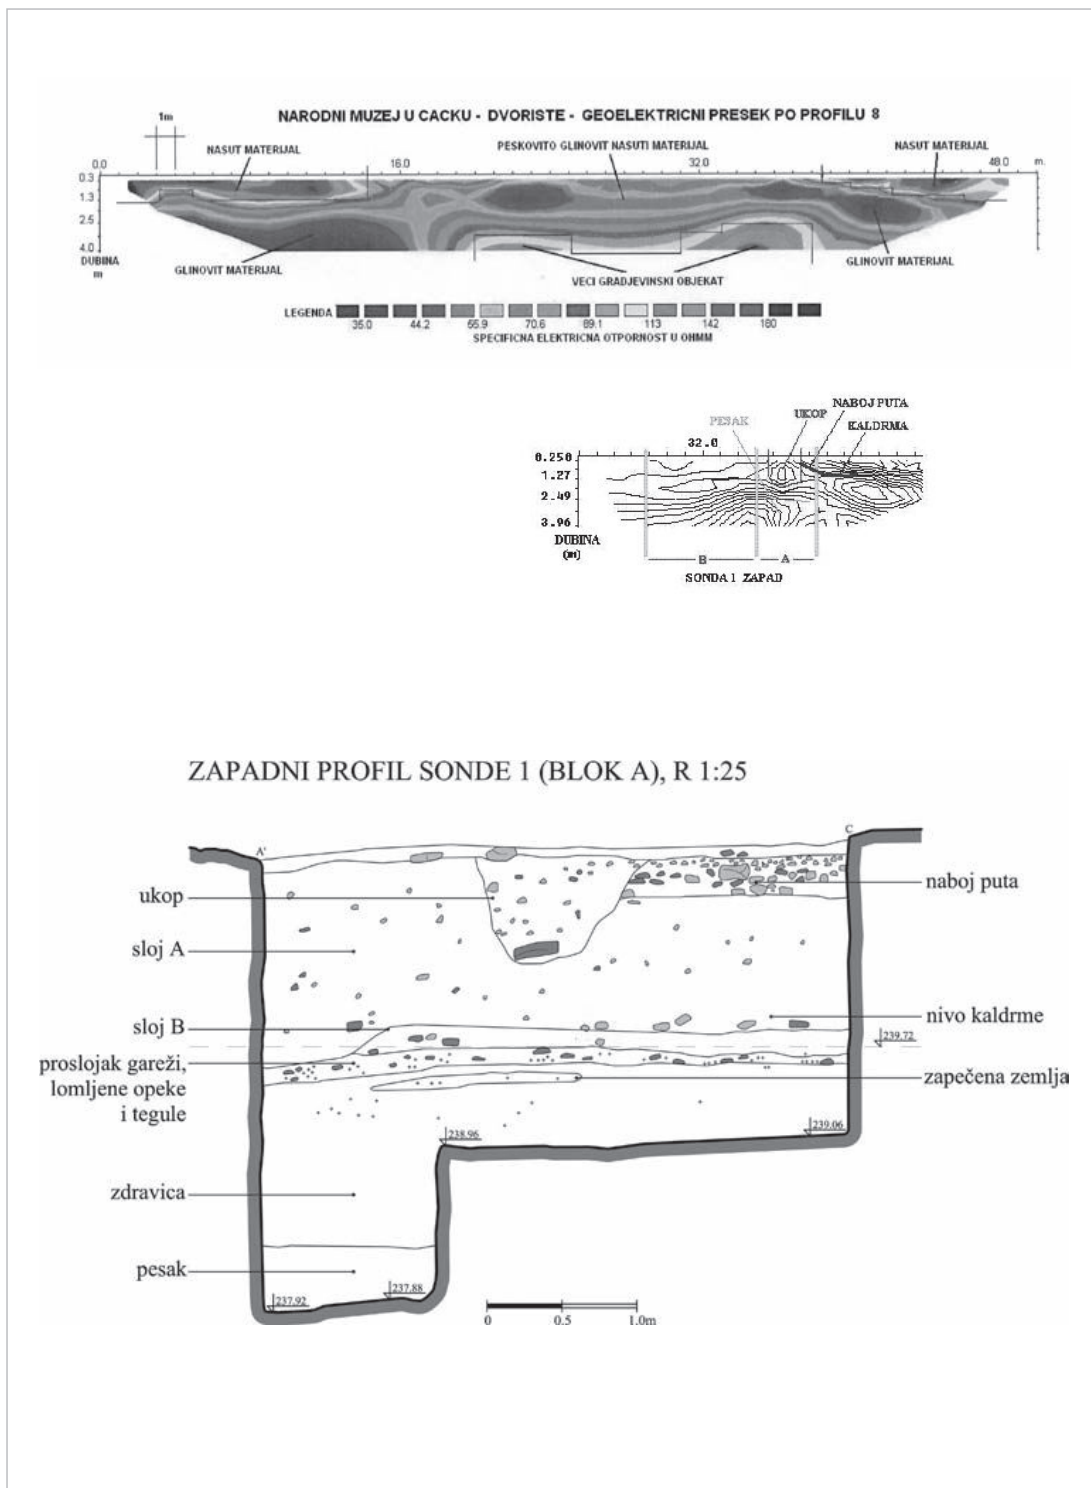 NARODNI MUZEJ U CACKU - DVORISTE - GEOELEKTRICNI PRESEK PO PROFILU 8
1m
NASUT MATERIJAL
PESKOVITO GLINOVIT NASUTI MATERIJAL
NASUT MATERIJAL
0.0 16.0 32.0 48.0 m.
0.3
1.3
2.5
4.0
DUBINA
m
GLINOVIT MATERIJAL
VECI GRADJEVINSKI OBJEKAT
GLINOVIT MATERIJAL
LEGENDA
35.0 44.2 55.9 70.6 89.1 113 142 180
SPECIFICNA ELEKTRICNA OTPORNOST U OHMM
NABOJ PUTA
PESAK
UKOP
KALDRMA
32.0
0.250
1.27
2.49
3.96
DUBINA
(m)
B
A
SONDA 1 ZAPAD
ZAPADNI PROFIL SONDE 1 (BLOK A), R 1:25
A'
C
ukop
naboj puta
sloj A
sloj B
nivo kaldrme
239.72
proslojak gareži,
lomljene opeke
i tegule
zapečena zemlja
238.96
239.06
zdravica
pesak
237.92
237.88
0 0.5 1.0m